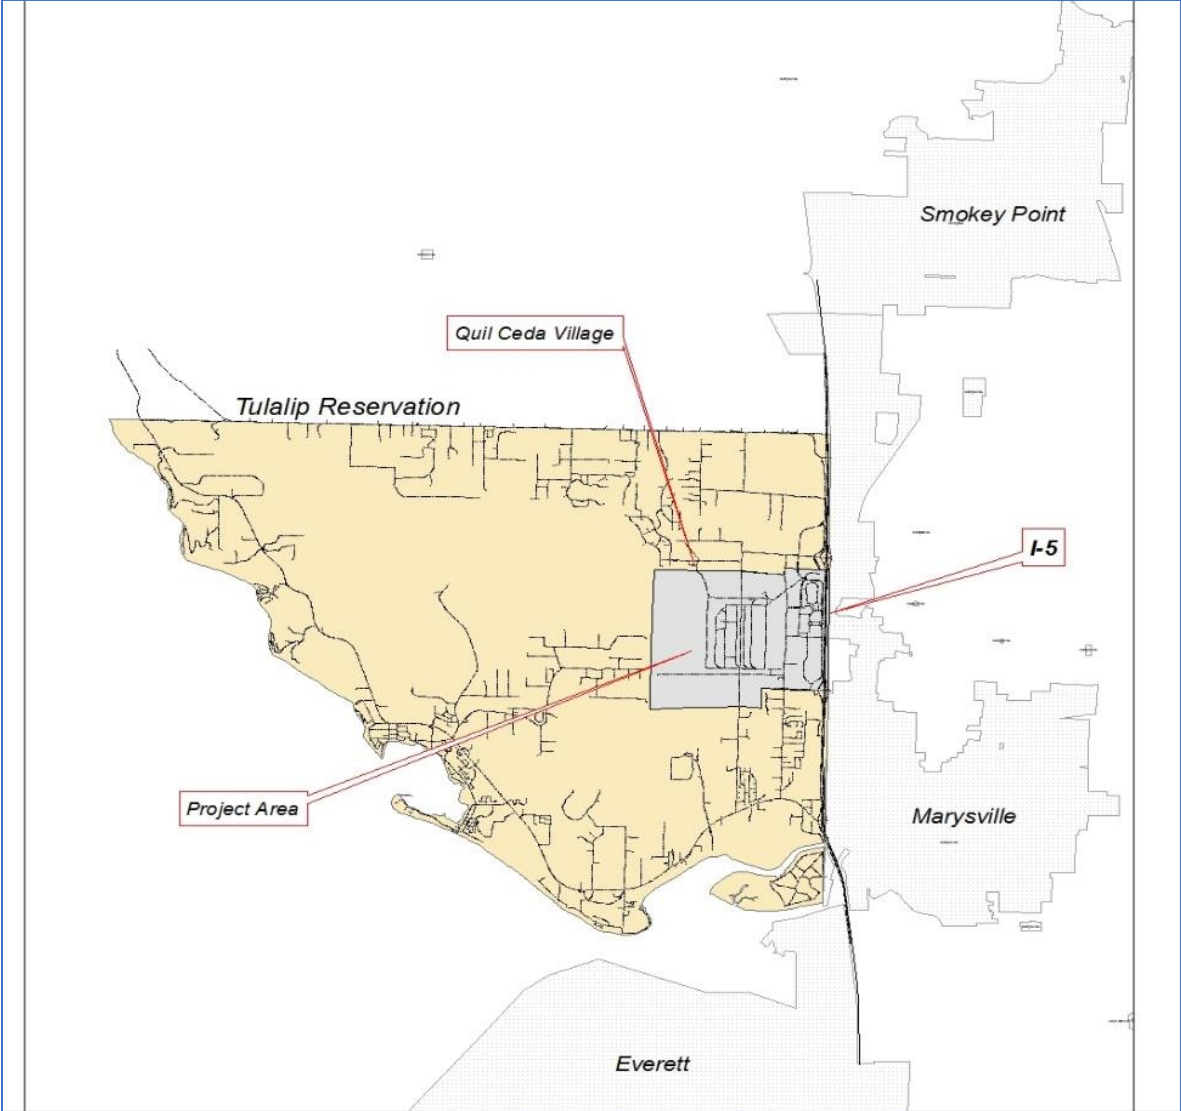 Smokey Point
Quil Ceda Village
Tulalip Reservation
I-5
Project Area
Marysville
Everett